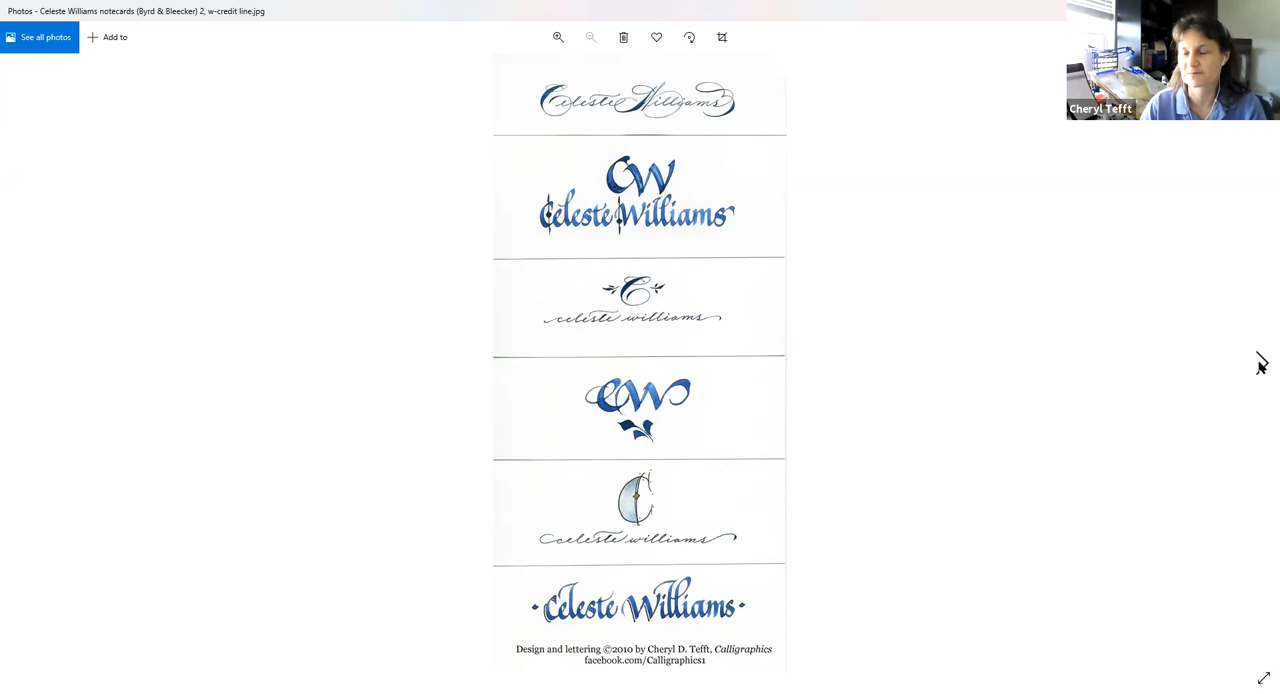 Photos - Celeste Williams notecards (Byrd & Bleecker) 2, w-credit line.jpg
See all photos
Add to
Cheryl Tefft
Celeste Williams
CW
Celeste Williams
C
celeste williams
CW
C
celeste williams
Celeste Williams
Design and lettering ©2010 by Cheryl D. Tefft, Calligraphics
facebook.com/Calligraphics1